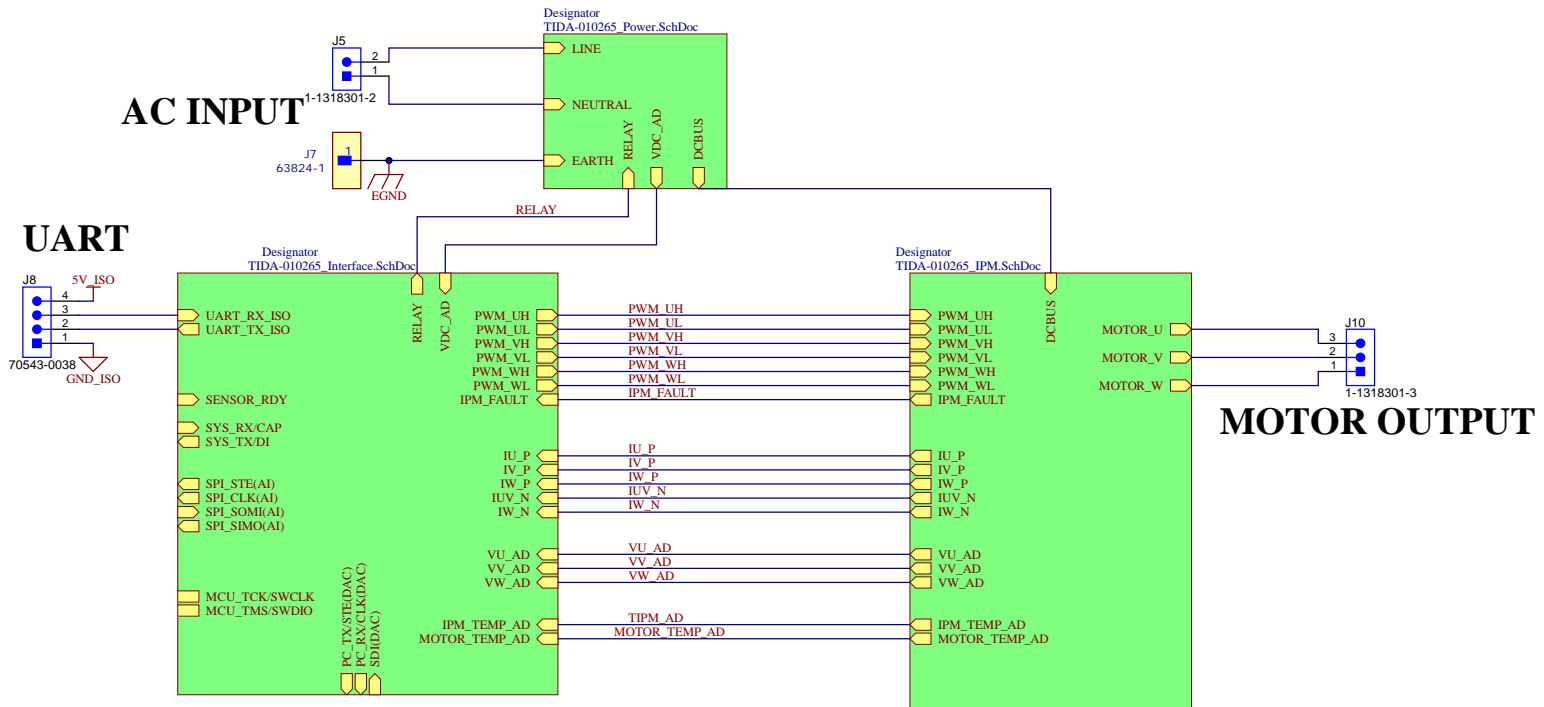 Designator
TIDA-010265_Power.SchDoc
J5
2
1
1-1318301-2
AC INPUT
LINE
NEUTRAL
EARTH
RELAY
VDC_AD
DCBUS
J7
63824-1
1
EGND
RELAY
UART
J8
5V_ISO
4
3
2
1
70543-0038
GND_ISO
Designator
TIDA-010265_Interface.SchDoc
RELAY
VDC_AD
UART_RX_ISO
UART_TX_ISO
SENSOR_RDY
SYS_RX/CAP
SYS_TX/DI
SPI_STE(AI)
SPI_CLK(AI)
SPI_SOMI(AI)
SPI_SIMO(AI)
MCU_TCK/SWCLK
MCU_TMS/SWDIO
PC_TX/STE(DAC)
PC_RX/CLK(DAC)
SDI(DAC)
PWM_UH
PWM_UL
PWM_VH
PWM_VL
PWM_WH
PWM_WL
IPM_FAULT
IU_P
IV_P
IW_P
IUV_N
IW_N
VU_AD
VV_AD
VW_AD
IPM_TEMP_AD
MOTOR_TEMP_AD
PWM_UH
PWM_UL
PWM_VH
PWM_VL
PWM_WH
PWM_WL
IPM_FAULT
IU_P
IV_P
IW_P
IUV_N
IW_N
VU_AD
VV_AD
VW_AD
TIPM_AD
MOTOR_TEMP_AD
Designator
TIDA-010265_IPM.SchDoc
DCBUS
PWM_UH
PWM_UL
PWM_VH
PWM_VL
PWM_WH
PWM_WL
IPM_FAULT
IU_P
IV_P
IW_P
IUV_N
IW_N
VU_AD
VV_AD
VW_AD
IPM_TEMP_AD
MOTOR_TEMP_AD
MOTOR_U
MOTOR_V
MOTOR_W
J10
3
2
1
1-1318301-3
MOTOR OUTPUT